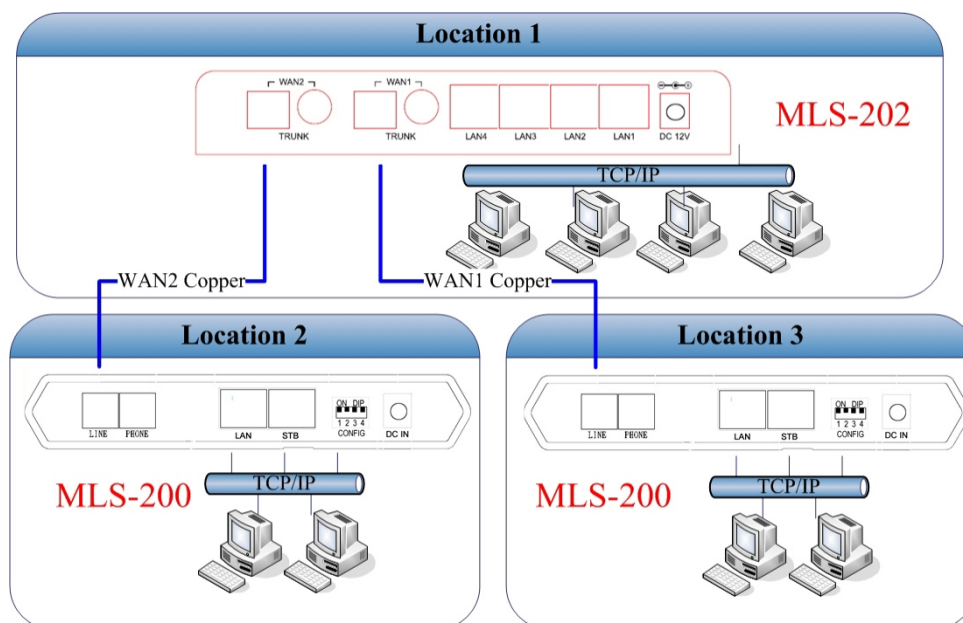 Location 1
WAN2
WAN1
TRUNK
TRUNK
LAN4
LAN3
LAN2
LAN1
DC 12V
MLS-202
TCP/IP
WAN2 Copper
WAN1 Copper
Location 2
LINE
PHONE
LAN
STB
ON DIP
1 2 3 4
CONFIG
DC IN
MLS-200
TCP/IP
Location 3
LINE
PHONE
LAN
STB
ON DIP
1 2 3 4
CONFIG
DC IN
MLS-200
TCP/IP